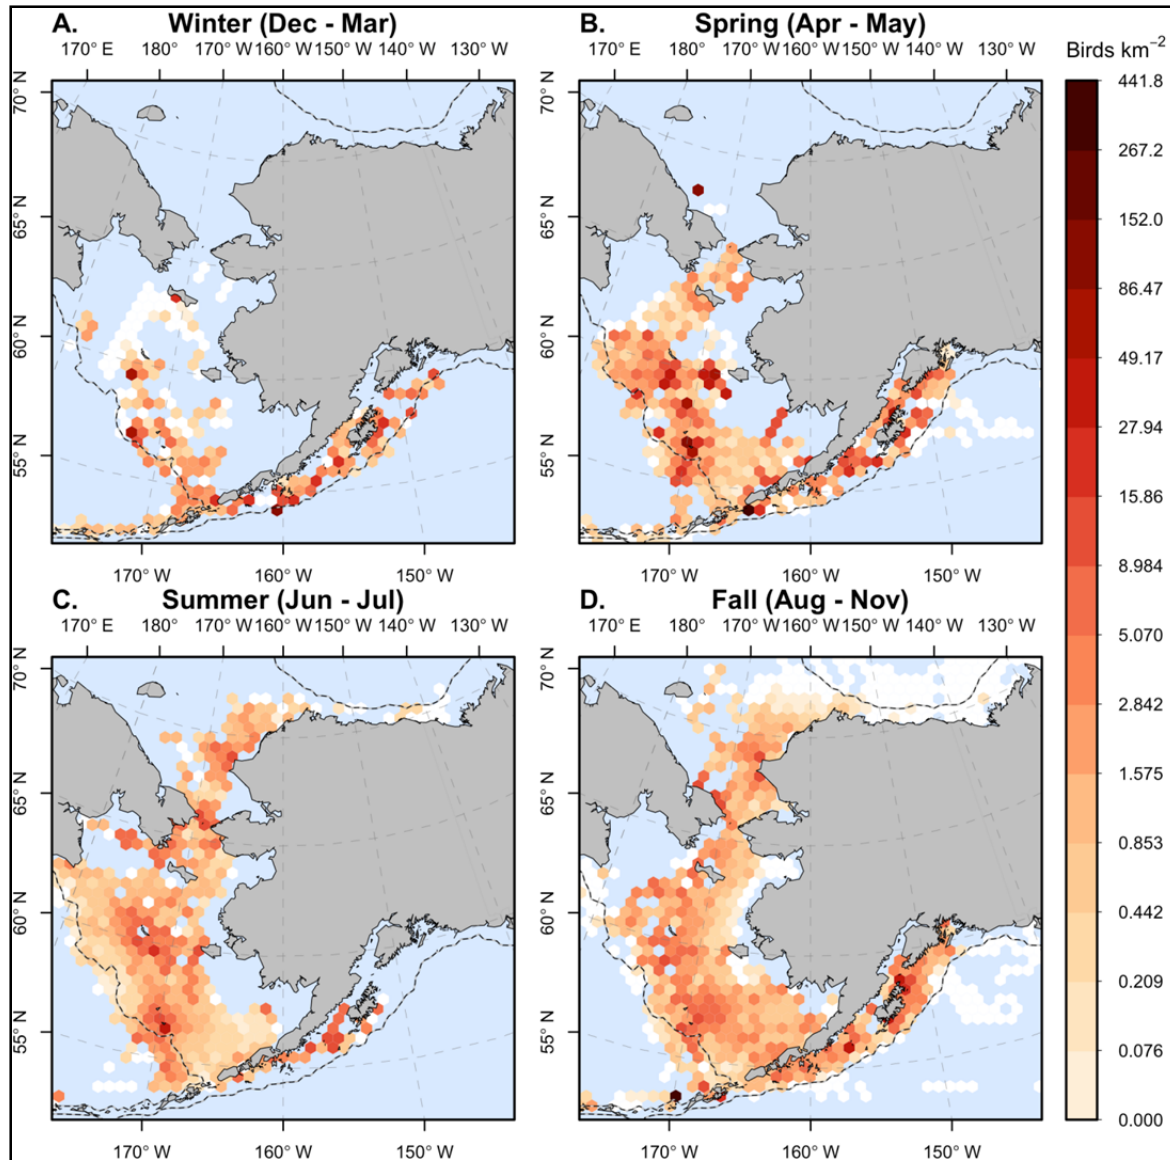 A. Winter (Dec - Mar)
170° E 180° 170° W 160° W 150° W 140° W 130° W
70° N
65° N
60° N
55° N
170° W 160° W 150° W
B. Spring (Apr - May)
170° E 180° 170° W 160° W 150° W 140° W 130° W
70° N
65° N
60° N
55° N
170° W 160° W 150° W
C. Summer (Jun - Jul)
170° E 180° 170° W 160° W 150° W 140° W 130° W
70° N
65° N
60° N
55° N
170° W 160° W 150° W
D. Fall (Aug - Nov)
170° E 180° 170° W 160° W 150° W 140° W 130° W
70° N
65° N
60° N
55° N
170° W 160° W 150° W
Birds km⁻²
441.8
267.2
152.0
86.47
49.17
27.94
15.86
8.984
5.070
2.842
1.575
0.853
0.442
0.209
0.076
0.000